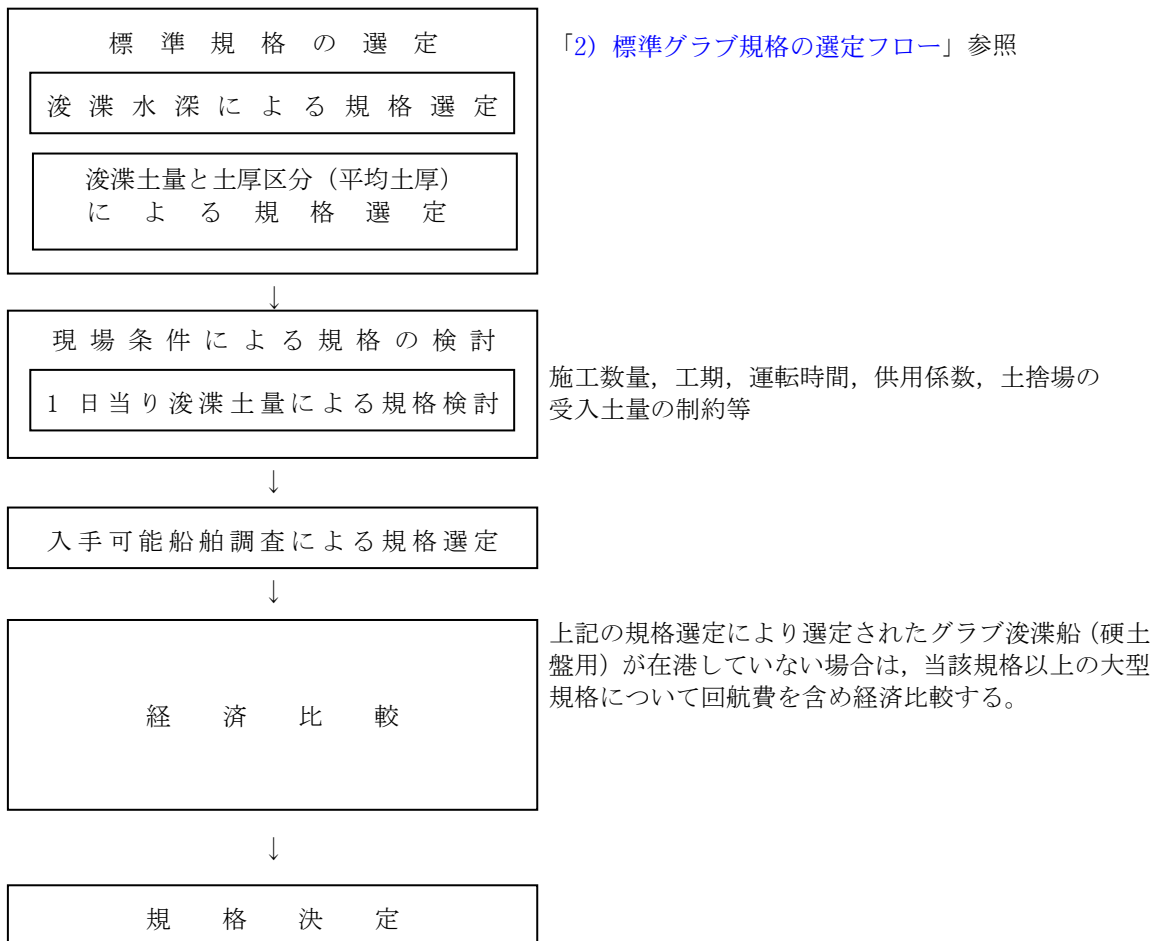 標準規格の選定
「2) 標準グラブ規格の選定フロー」参照
浚渫水深による規格選定
浚渫土量と土厚区分（平均土厚）
による規格選定
↓
現場条件による規格の検討
1 日当り浚渫土量による規格検討
施工数量，工期，運転時間，供用係数，土捨場の
受入土量の制約等
↓
入手可能船舶調査による規格選定
↓
経済比較
上記の規格選定により選定されたグラブ浚渫船（硬土
盤用）が在港していない場合は，当該規格以上の大型
規格について回航費を含め経済比較する。
↓
規格決定